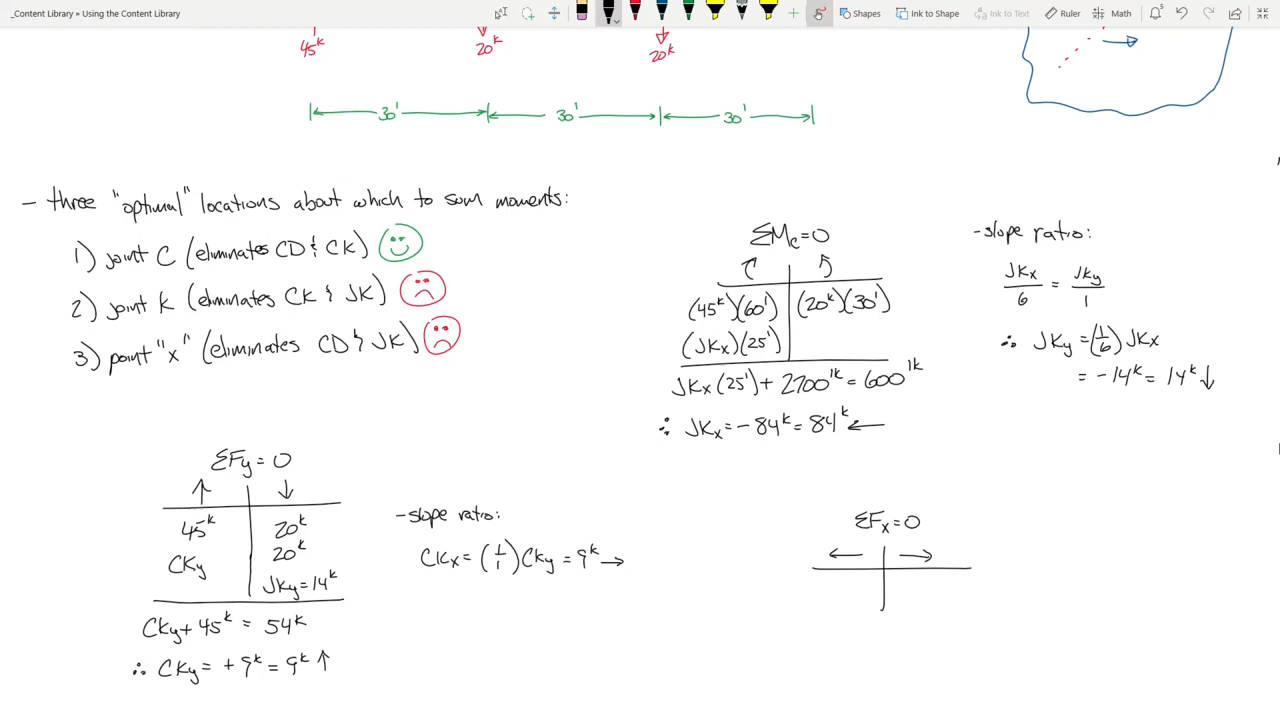 _Content Library » Using the Content Library
Shapes
Ink to Shape
Ink to Text
Ruler
Math
5
45ᵏ
20ᵏ
20ᵏ
30'
30'
30'
- three "optimal" locations about which to sum moments:
1) joint C (eliminates CD & CK)
2) joint K (eliminates CK & JK)
3) point "x" (eliminates CD & JK)
ΣM_C=0
(45ᵏ)(60') (20ᵏ)(30')
(JKx)(25')
JKx(25') + 2700'ᵏ = 600'ᵏ
∴ JKx = -84ᵏ = 84ᵏ ←
- slope ratio:
JKx/6 = JKy/1
∴ JKy = (1/6) JKx
= -14ᵏ = 14ᵏ ↓
ΣFy = 0
↑ ↓
45ᵏ 20ᵏ
CKy 20ᵏ
JKy = 14ᵏ
CKy + 45ᵏ = 54ᵏ
∴ CKy = +9ᵏ = 9ᵏ ↑
- slope ratio:
CKx = (1/1) CKy = 9ᵏ →
ΣFx = 0
← →